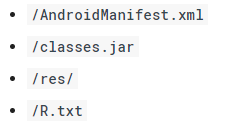 /AndroidManifest.xml
/classes.jar
/res/
/R.txt